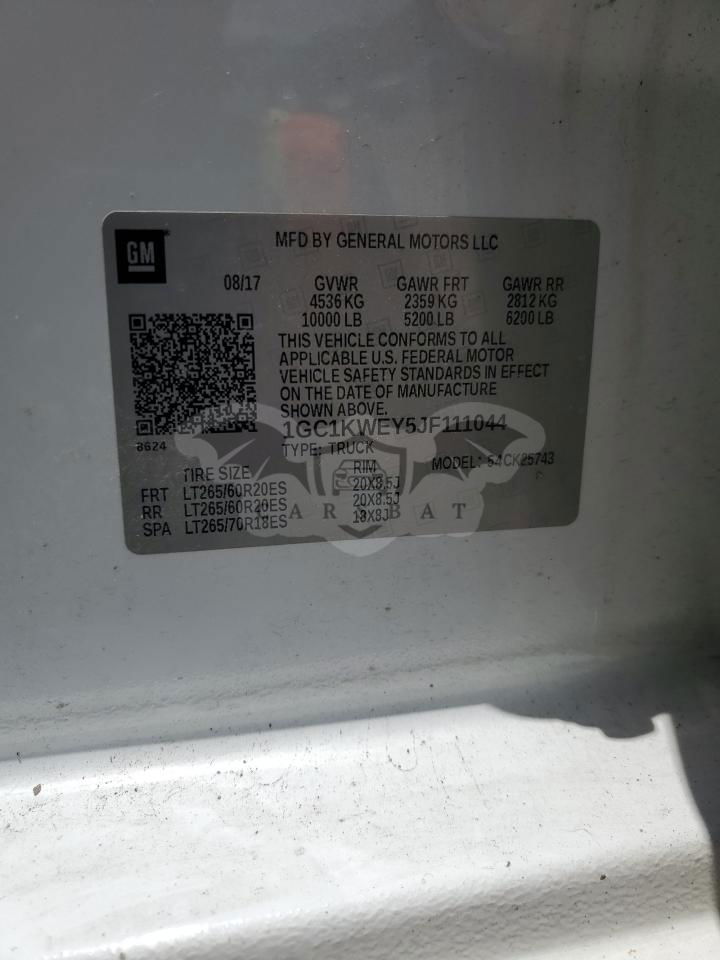 GM
MFD BY GENERAL MOTORS LLC
08/17 GVWR GAWR FRT GAWR RR
4536 KG 2359 KG 2812 KG
10000 LB 5200 LB 6200 LB
THIS VEHICLE CONFORMS TO ALL
APPLICABLE U.S. FEDERAL MOTOR
VEHICLE SAFETY STANDARDS IN EFFECT
ON THE DATE OF MANUFACTURE
SHOWN ABOVE.
8624
1GC1KWEY5JF111044
TYPE: TRUCK MODEL: 54CK25743
TIRE SIZE RIM
FRT LT265/60R20ES 20X8.5J
RR LT265/60R20ES 20X8.5J
SPA LT265/70R18ES 18X8J
CARSBAT